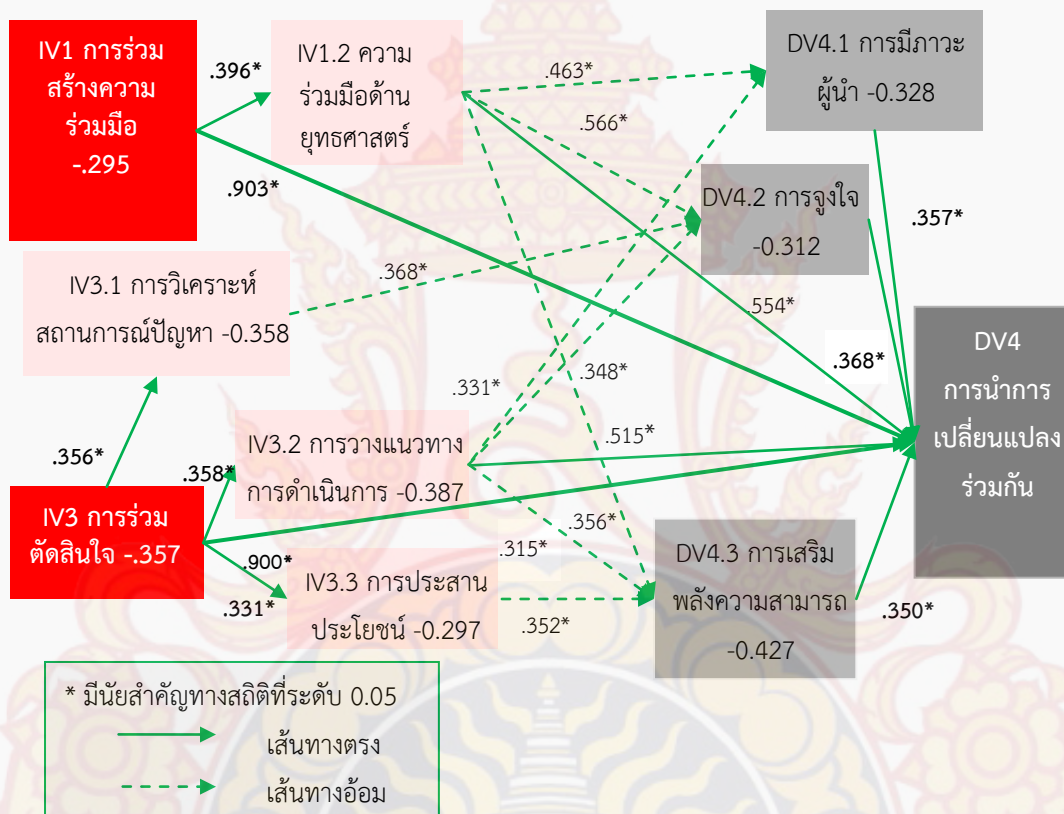 IV1 การร่วม
สร้างความ
ร่วมมือ
-.295
.396*
IV1.2 ความ
ร่วมมือด้าน
ยุทธศาสตร์
.463*
DV4.1 การมีภาวะ
ผู้นำ -0.328
.566*
.903*
DV4.2 การจูงใจ
-0.312
.357*
IV3.1 การวิเคราะห์
สถานการณ์ปัญหา -0.358
.368*
.554*
.368*
DV4
การนำการ
เปลี่ยนแปลง
ร่วมกัน
.331*
.348*
.356*
.358*
IV3.2 การวางแนวทาง
การดำเนินการ -0.387
.515*
IV3 การร่วม
ตัดสินใจ -.357
.900*
.331*
IV3.3 การประสาน
ประโยชน์ -0.297
.315*
.356*
.352*
DV4.3 การเสริม
พลังความสามารถ
-0.427
.350*
* มีนัยสำคัญทางสถิติที่ระดับ 0.05
เส้นทางตรง
เส้นทางอ้อม